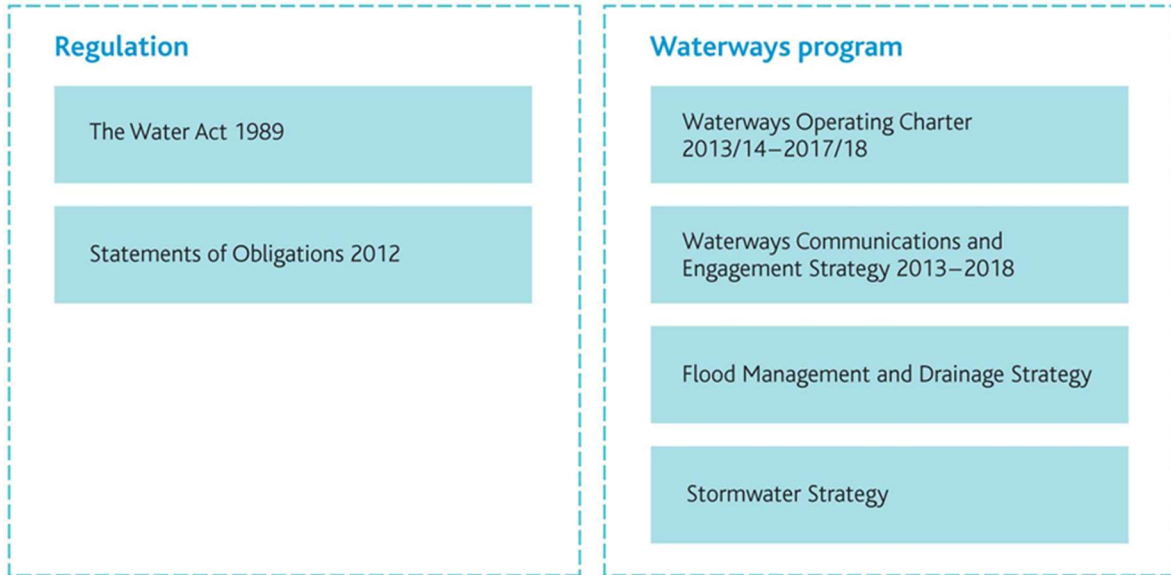 Regulation
The Water Act 1989
Statements of Obligations 2012
Waterways program
Waterways Operating Charter
2013/14–2017/18
Waterways Communications and
Engagement Strategy 2013–2018
Flood Management and Drainage Strategy
Stormwater Strategy